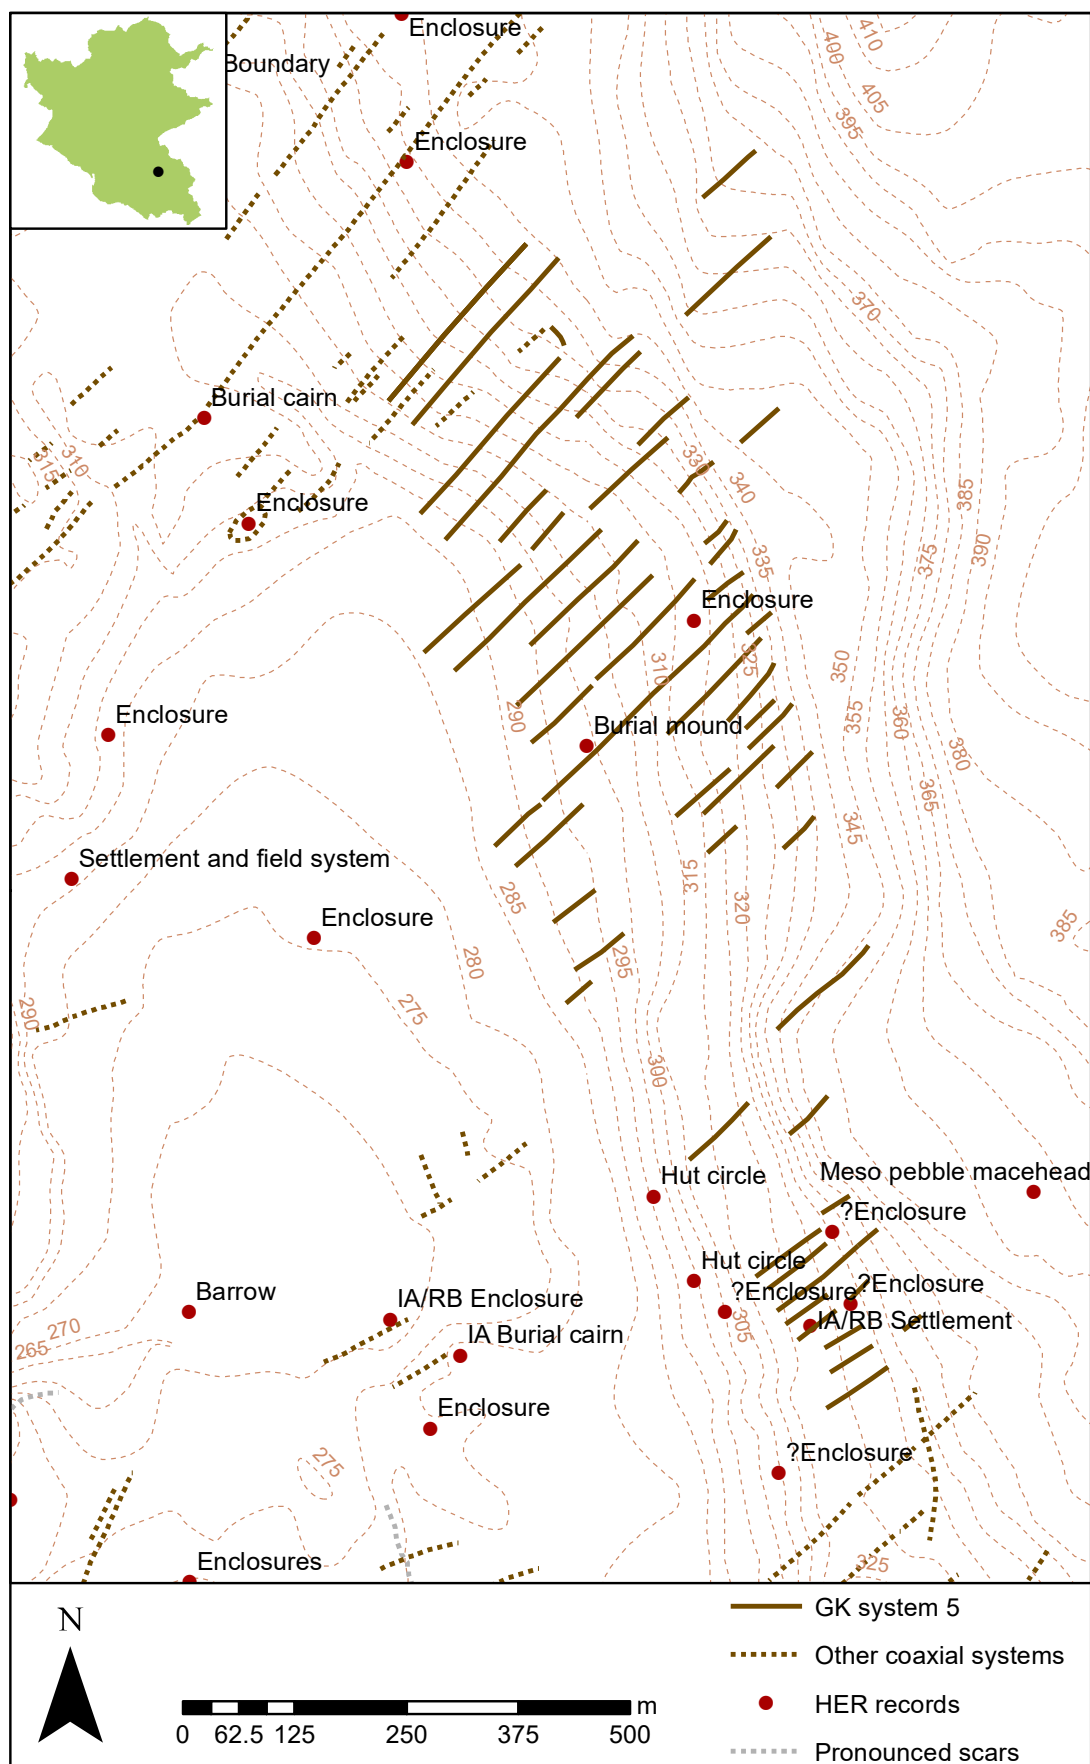 Enclosure
410
400
Boundary
405
395
Enclosure
370
Burial cairn
315
310
330
340
385
Enclosure
390
375
335
Enclosure
310
325
350
290
Enclosure
355
360
Burial mound
380
365
345
Settlement and field system
315
285
320
Enclosure
385
280
295
290
275
300
Hut circle
Meso pebble macehead
?Enclosure
Hut circle
Barrow
IA/RB Enclosure
?Enclosure
?Enclosure
IA/RB Settlement
270
265
IA Burial cairn
305
Enclosure
275
?Enclosure
Enclosures
325
N
GK system 5
Other coaxial systems
HER records
Pronounced scars
m
0 62.5 125 250 375 500